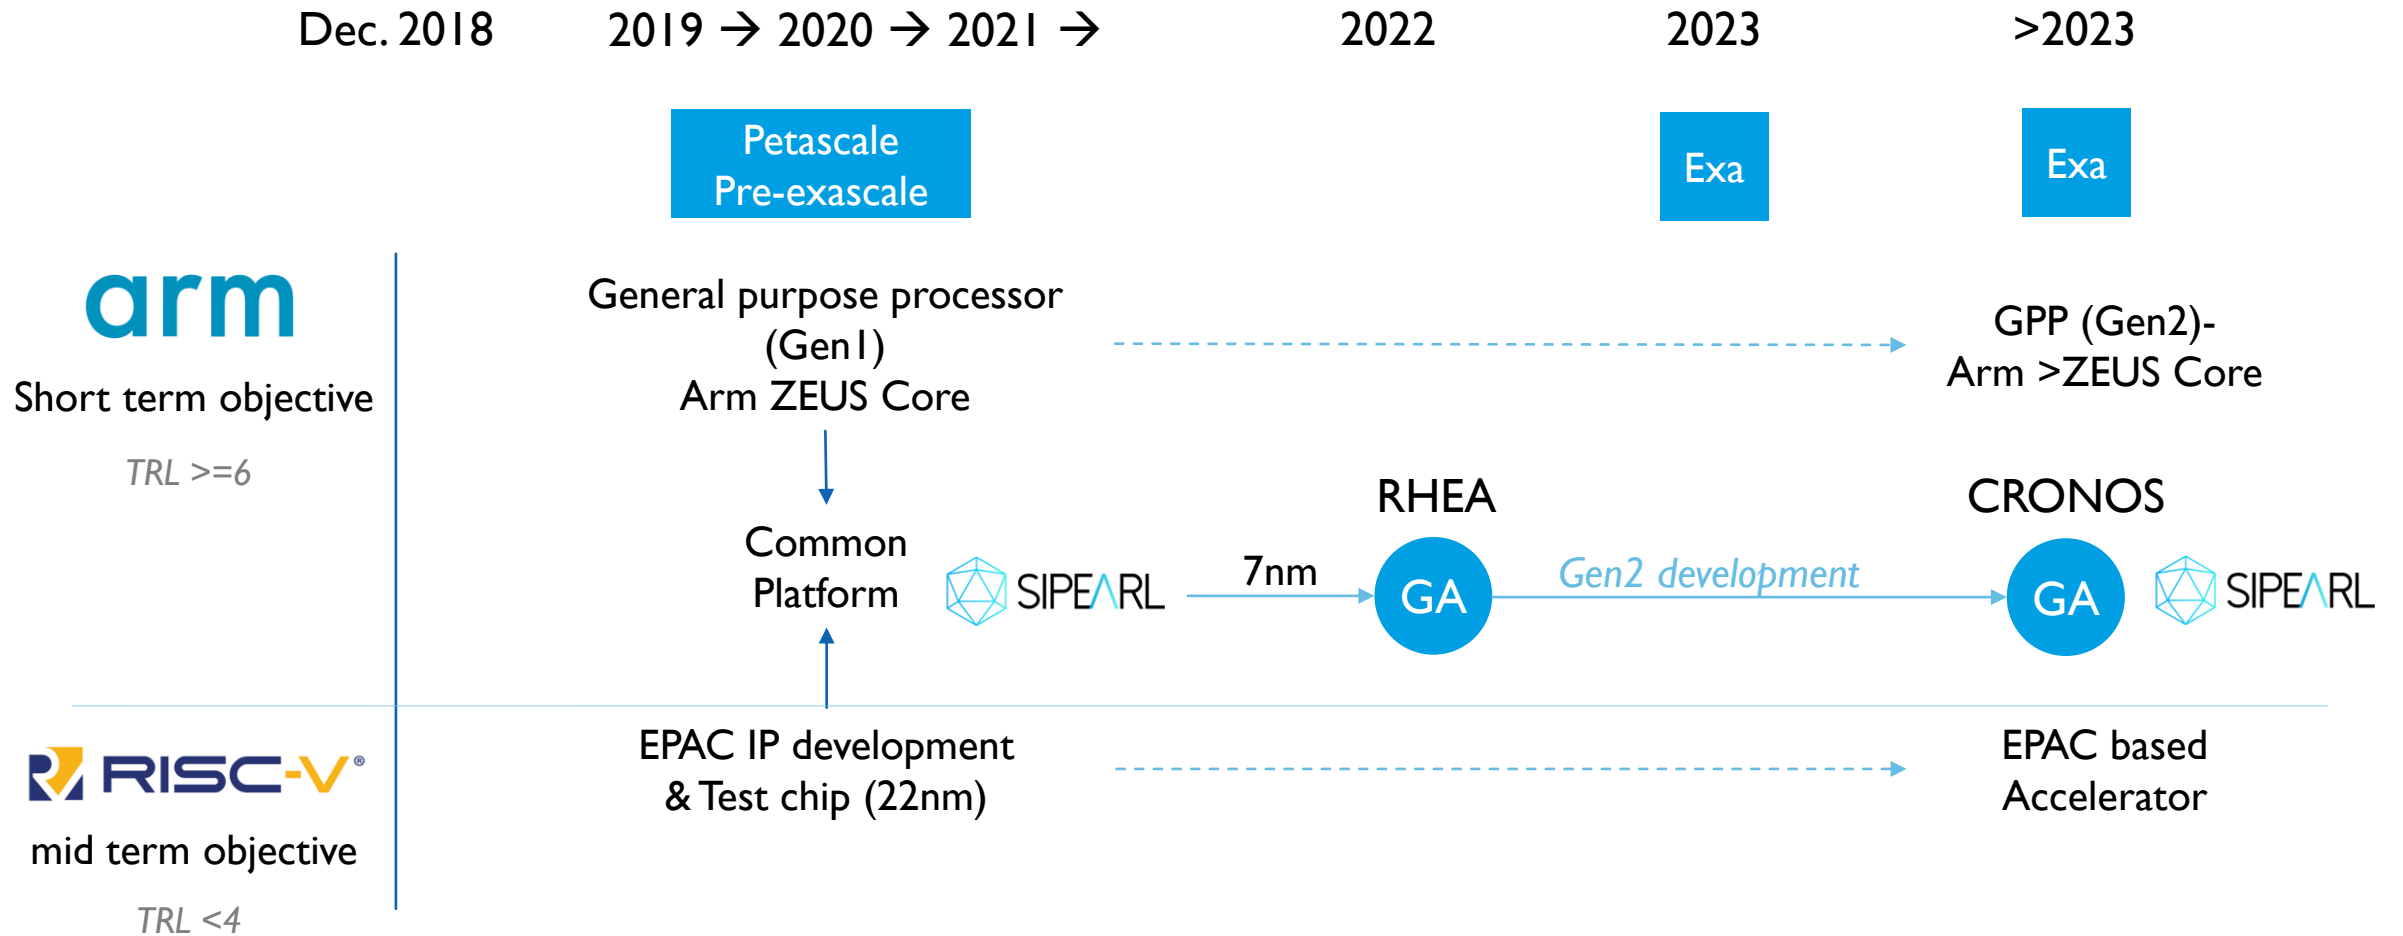 Dec. 2018
2019 → 2020 → 2021 →
2022
2023
>2023
Petascale
Pre-exascale
Exa
Exa
arm
Short term objective
TRL >=6
General purpose processor
(Gen1)
Arm ZEUS Core
GPP (Gen2)-
Arm >ZEUS Core
Common
Platform
SIPEARL
7nm
RHEA
GA
Gen2 development
CRONOS
GA
SIPEARL
RISC-V®
mid term objective
TRL <4
EPAC IP development
& Test chip (22nm)
EPAC based
Accelerator